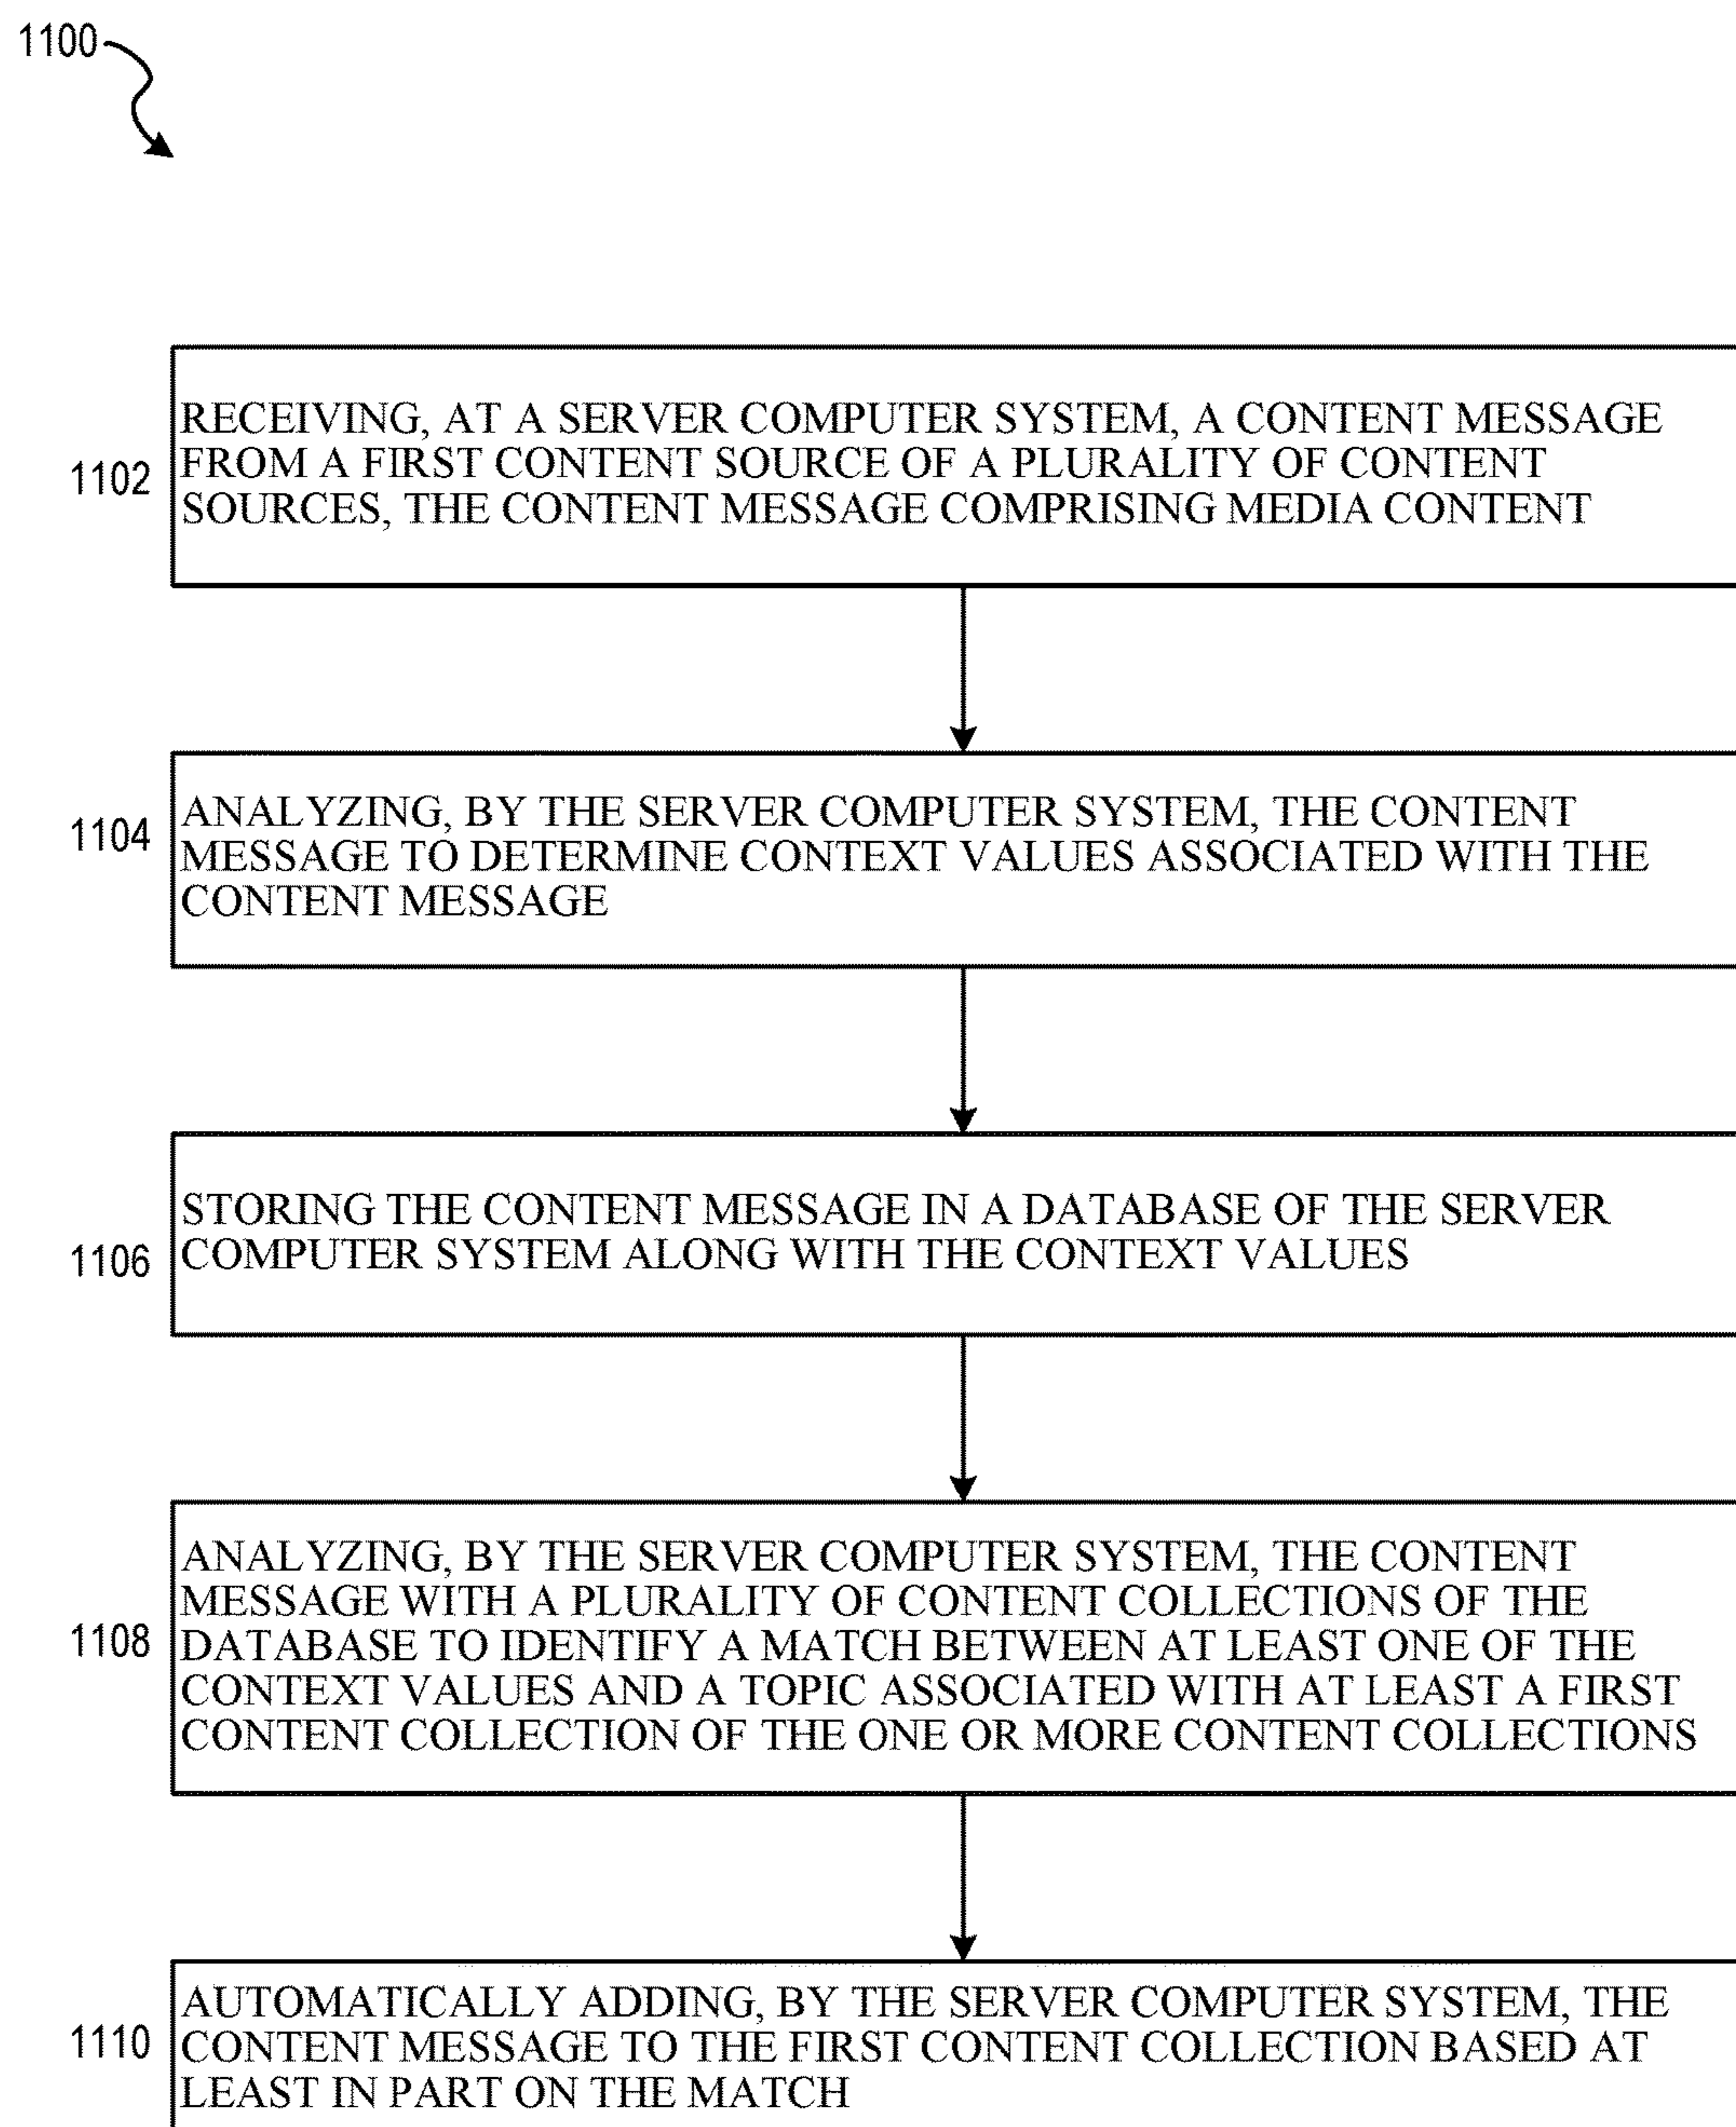 1100
RECEIVING, AT A SERVER COMPUTER SYSTEM, A CONTENT MESSAGE
FROM A FIRST CONTENT SOURCE OF A PLURALITY OF CONTENT
SOURCES, THE CONTENT MESSAGE COMPRISING MEDIA CONTENT
1102
ANALYZING, BY THE SERVER COMPUTER SYSTEM, THE CONTENT
MESSAGE TO DETERMINE CONTEXT VALUES ASSOCIATED WITH THE
CONTENT MESSAGE
1104
STORING THE CONTENT MESSAGE IN A DATABASE OF THE SERVER
COMPUTER SYSTEM ALONG WITH THE CONTEXT VALUES
1106
ANALYZING, BY THE SERVER COMPUTER SYSTEM, THE CONTENT
MESSAGE WITH A PLURALITY OF CONTENT COLLECTIONS OF THE
DATABASE TO IDENTIFY A MATCH BETWEEN AT LEAST ONE OF THE
CONTEXT VALUES AND A TOPIC ASSOCIATED WITH AT LEAST A FIRST
CONTENT COLLECTION OF THE ONE OR MORE CONTENT COLLECTIONS
1108
AUTOMATICALLY ADDING, BY THE SERVER COMPUTER SYSTEM, THE
CONTENT MESSAGE TO THE FIRST CONTENT COLLECTION BASED AT
LEAST IN PART ON THE MATCH
1110